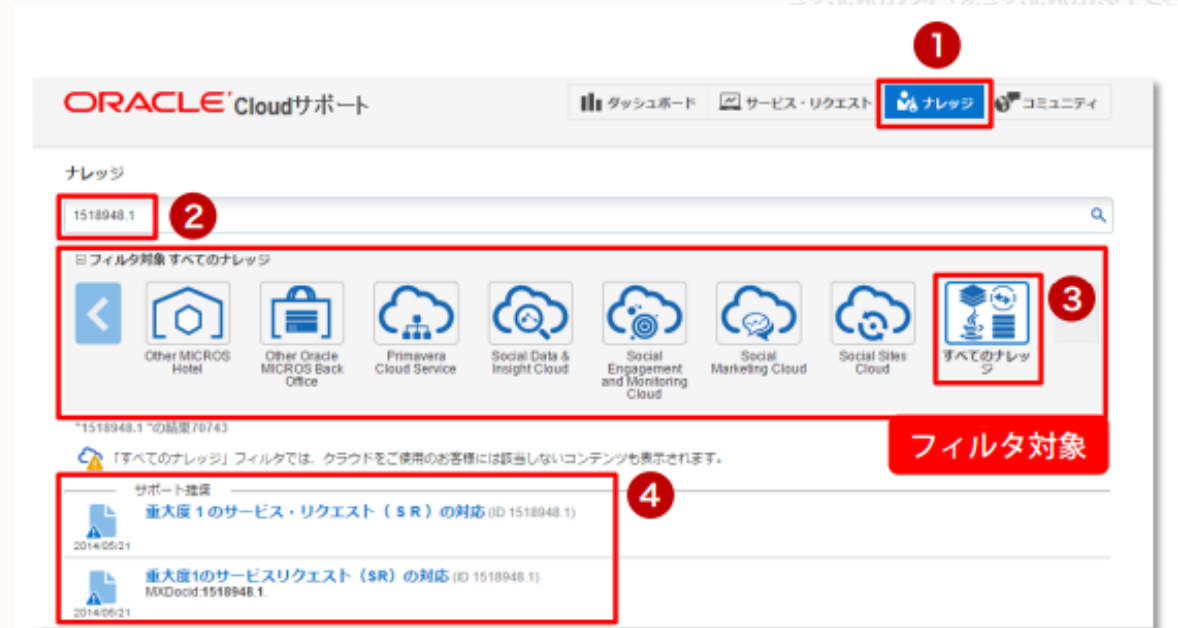 1
ORACLE Cloudサポート
ダッシュボード サービス・リクエスト ナレッジ コミュニティ
ナレッジ
1518948.1
2
フィルタ対象 すべてのナレッジ
3
Other MICROS Hotel
Other Oracle MICROS Back Office
Primavera Cloud Service
Social Data & Insight Cloud
Social Engagement and Monitoring Cloud
Social Marketing Cloud
Social Sites Cloud
すべてのナレッジ
"1518948.1 "の結果70743
フィルタ対象
「すべてのナレッジ」フィルタでは、クラウドをご使用のお客様には該当しないコンテンツも表示されます。
サポート推奨
4
重大度 1 のサービス・リクエスト（ＳＲ）の対応 (ID 1518948.1)
2014/05/21
重大度1のサービスリクエスト（SR）の対応 (ID 1518948.1)
MXDocid:1518948.1.
2014/05/21